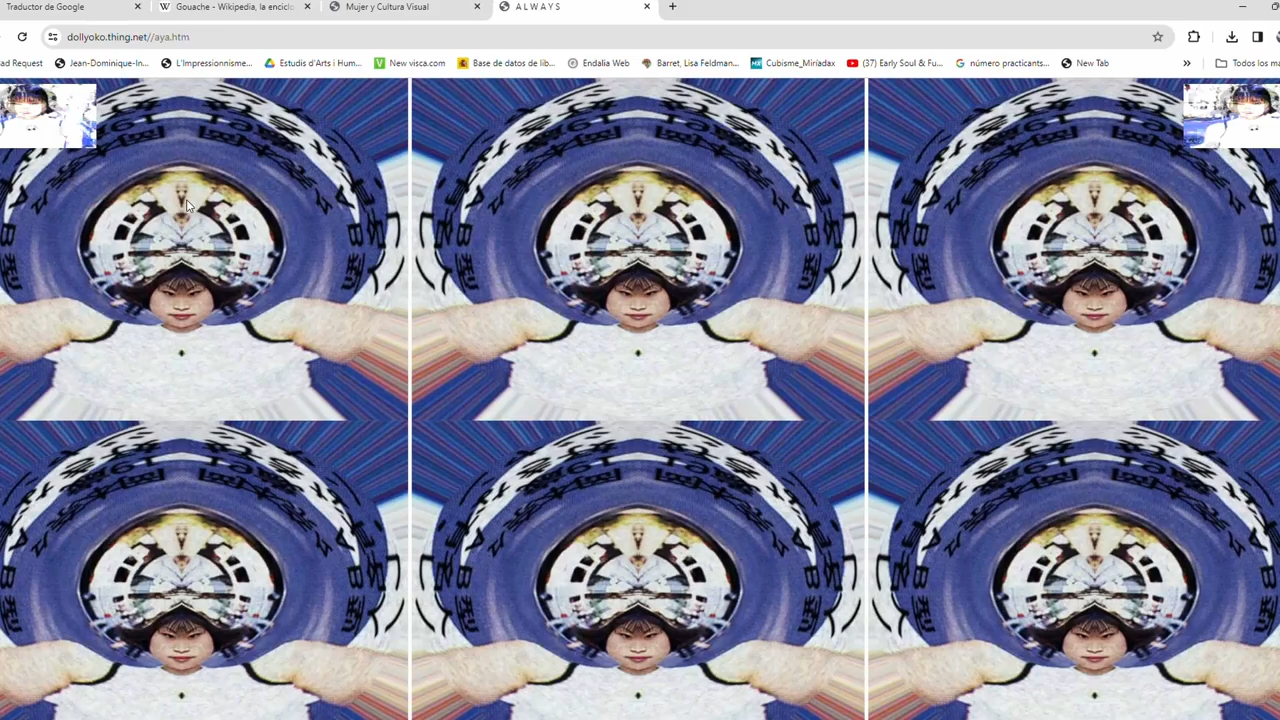 Traductor de Google
Gouache - Wikipedia, la enciclo
Mujer y Cultura Visual
A L W A Y S
dollyoko.thing.net//aya.htm
ad Request
Jean-Dominique-In...
L'Impressionnisme...
Estudis d'Arts i Hum...
New visca.com
Base de datos de lib...
Endalia Web
Barret, Lisa Feldman...
Cubisme_Miríadax
(37) Early Soul & Fu...
número practicants...
New Tab
Todos los ma